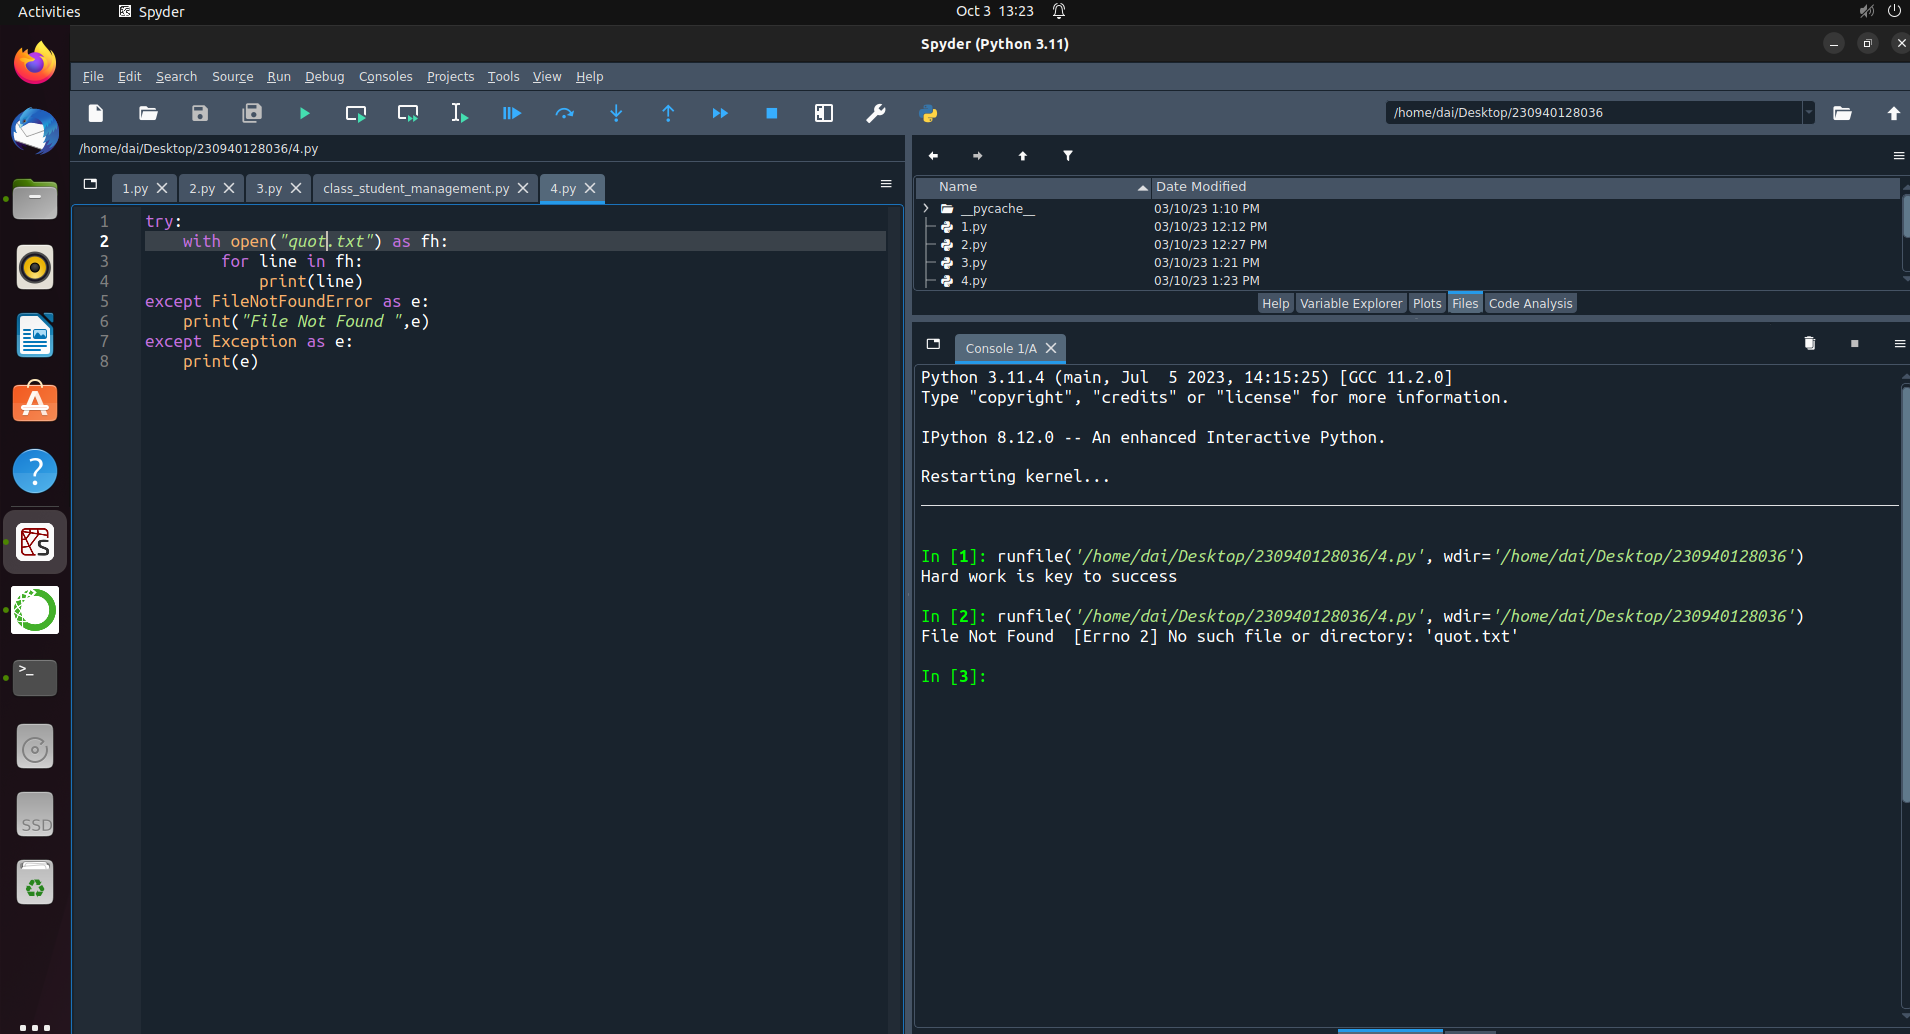 Activities Spyder Oct 3 13:23
Spyder (Python 3.11)
File Edit Search Source Run Debug Consoles Projects Tools View Help
/home/dai/Desktop/230940128036
/home/dai/Desktop/230940128036/4.py
1.py 2.py 3.py class_student_management.py 4.py
1 try:
2     with open("quot.txt") as fh:
3         for line in fh:
4             print(line)
5 except FileNotFoundError as e:
6     print("File Not Found ",e)
7 except Exception as e:
8     print(e)
Name Date Modified
__pycache__ 03/10/23 1:10 PM
1.py 03/10/23 12:12 PM
2.py 03/10/23 12:27 PM
3.py 03/10/23 1:21 PM
4.py 03/10/23 1:23 PM
Help Variable Explorer Plots Files Code Analysis
Console 1/A
Python 3.11.4 (main, Jul  5 2023, 14:15:25) [GCC 11.2.0]
Type "copyright", "credits" or "license" for more information.
IPython 8.12.0 -- An enhanced Interactive Python.
Restarting kernel...
In [1]: runfile('/home/dai/Desktop/230940128036/4.py', wdir='/home/dai/Desktop/230940128036')
Hard work is key to success
In [2]: runfile('/home/dai/Desktop/230940128036/4.py', wdir='/home/dai/Desktop/230940128036')
File Not Found  [Errno 2] No such file or directory: 'quot.txt'
In [3]:
SSD